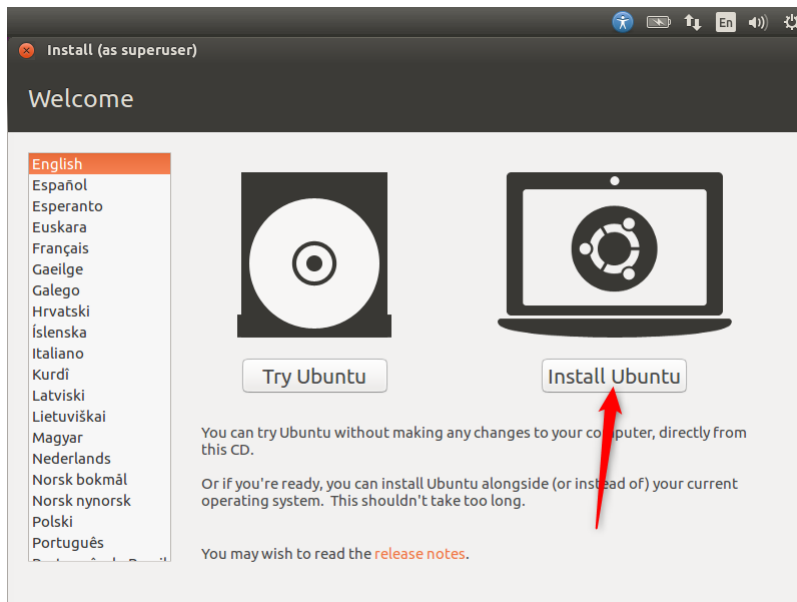 En
Install (as superuser)
Welcome
English
Español
Esperanto
Euskara
Français
Gaeilge
Galego
Hrvatski
Íslenska
Italiano
Kurdî
Latviski
Lietuviškai
Magyar
Nederlands
Norsk bokmål
Norsk nynorsk
Polski
Português
Try Ubuntu
Install Ubuntu
You can try Ubuntu without making any changes to your computer, directly from
this CD.
Or if you're ready, you can install Ubuntu alongside (or instead of) your current
operating system. This shouldn't take too long.
You may wish to read the release notes.